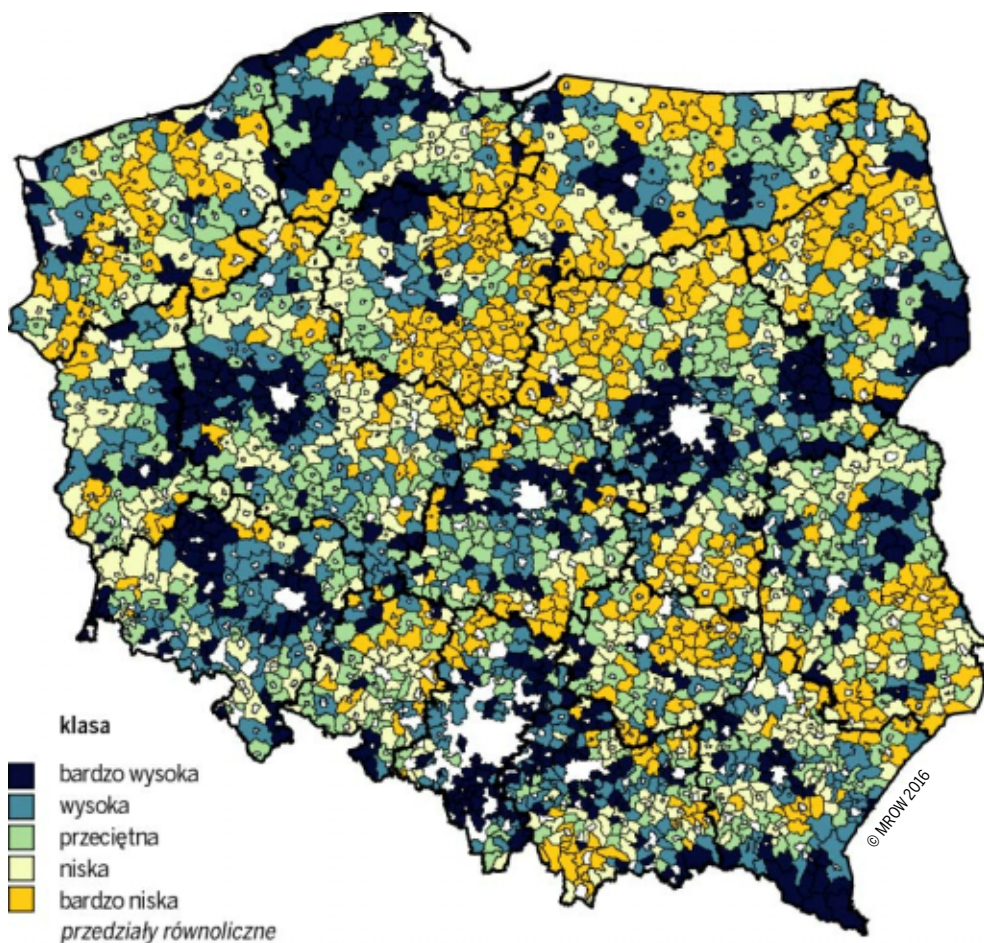 klasa
bardzo wysoka
wysoka
przeciętna
niska
bardzo niska
przedziały równoliczne
© MROW 2016